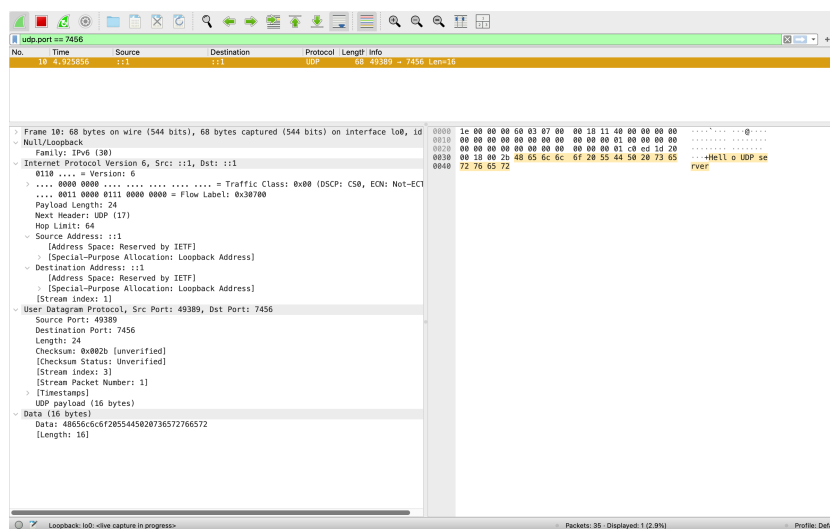 udp.port == 7456
No. Time Source Destination Protocol Length Info
10 4.925856 ::1 ::1 UDP 68 49389 → 7456 Len=16
Frame 10: 68 bytes on wire (544 bits), 68 bytes captured (544 bits) on interface lo0, id
Null/Loopback
Family: IPv6 (30)
Internet Protocol Version 6, Src: ::1, Dst: ::1
0110 .... = Version: 6
.... 0000 0000 .... .... .... .... .... = Traffic Class: 0x00 (DSCP: CS0, ECN: Not-ECT
.... 0011 0000 0111 0000 0000 = Flow Label: 0x30700
Payload Length: 24
Next Header: UDP (17)
Hop Limit: 64
Source Address: ::1
[Address Space: Reserved by IETF]
[Special-Purpose Allocation: Loopback Address]
Destination Address: ::1
[Address Space: Reserved by IETF]
[Special-Purpose Allocation: Loopback Address]
[Stream index: 1]
User Datagram Protocol, Src Port: 49389, Dst Port: 7456
Source Port: 49389
Destination Port: 7456
Length: 24
Checksum: 0x002b [unverified]
[Checksum Status: Unverified]
[Stream index: 3]
[Stream Packet Number: 1]
[Timestamps]
UDP payload (16 bytes)
Data (16 bytes)
Data: 48656c6c6f2055445020736572766572
[Length: 16]
0000 1e 00 00 00 60 03 07 00 00 18 11 40 00 00 00 00 ····`··· ···@····
0010 00 00 00 00 00 00 00 00 00 00 00 01 00 00 00 00 ········ ········
0020 00 00 00 00 00 00 00 00 00 00 00 01 c0 ed 1d 20 ········ ·······
0030 00 18 00 2b 48 65 6c 6c 6f 20 55 44 50 20 73 65 ···+Hell o UDP se
0040 72 76 65 72 rver
Loopback: lo0: <live capture in progress> Packets: 35 · Displayed: 1 (2.9%) Profile: Def